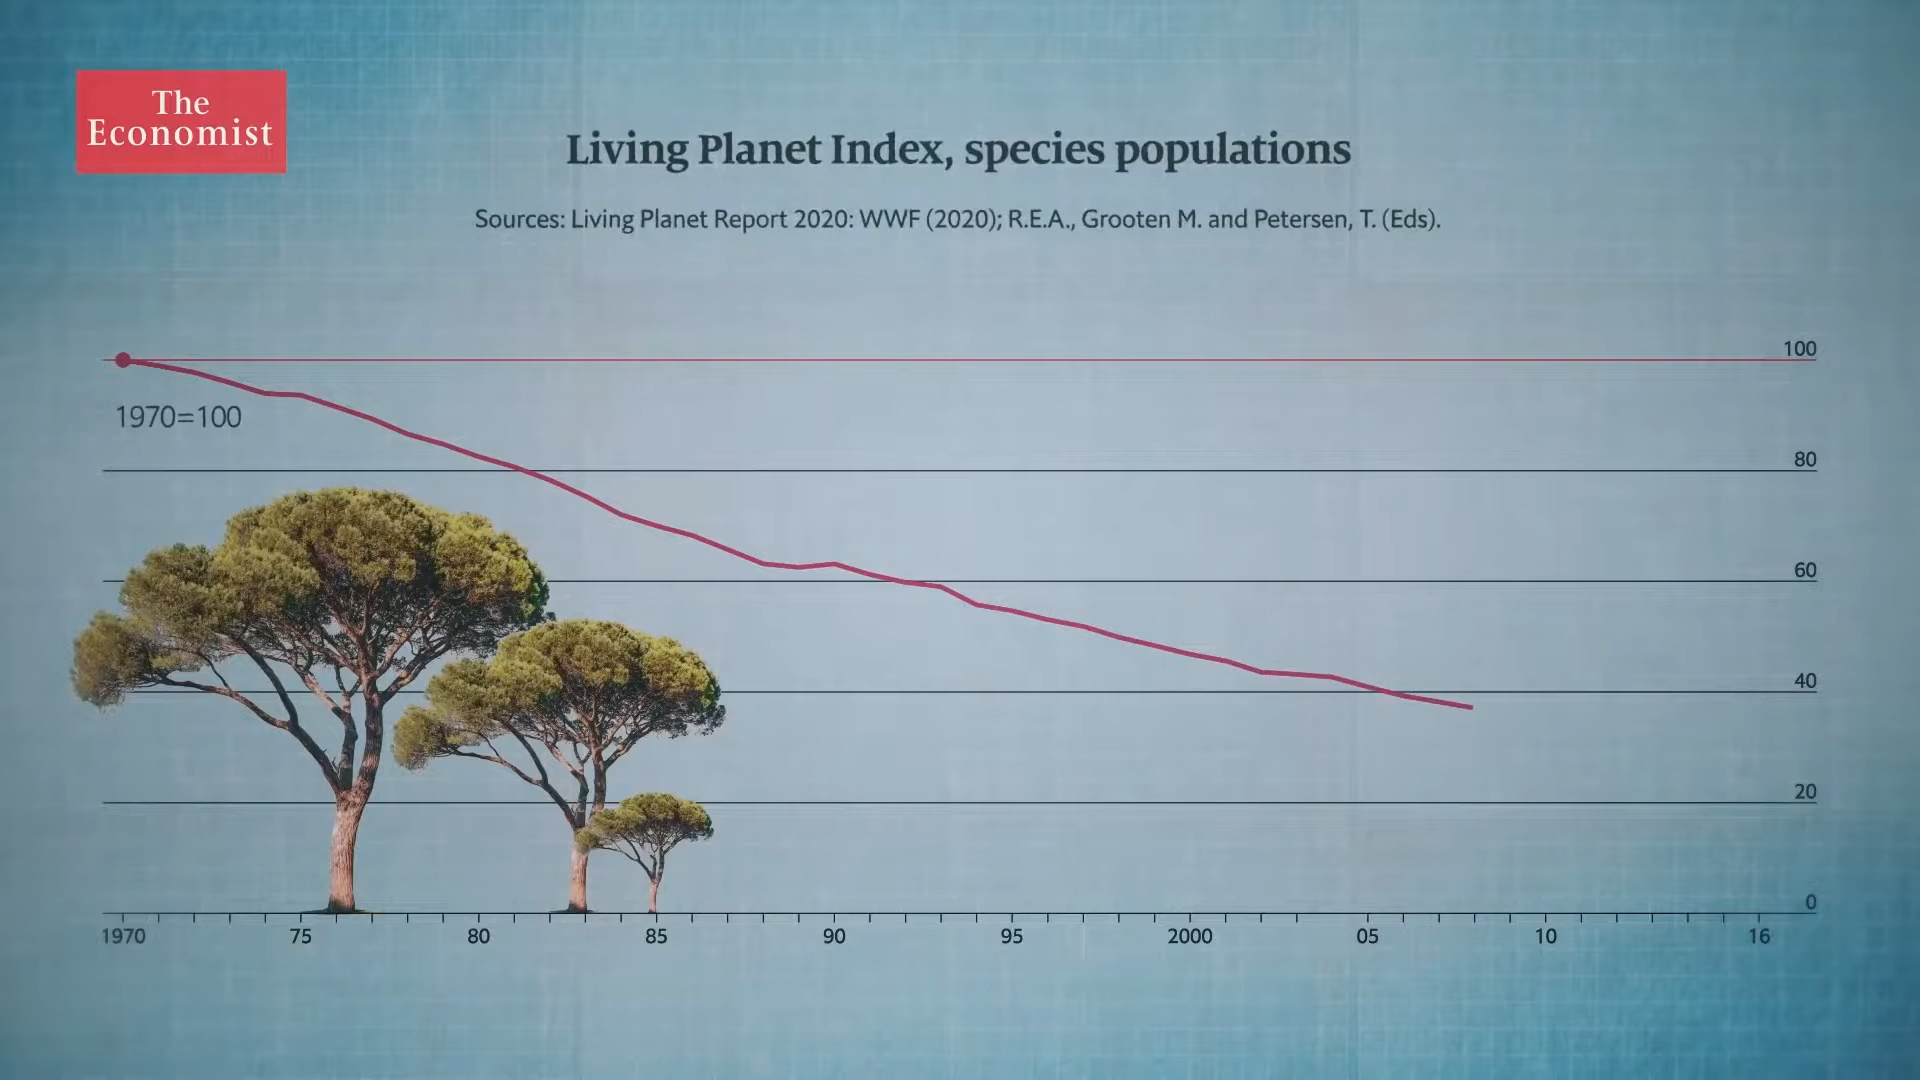 The
Economist
Living Planet Index, species populations
Sources: Living Planet Report 2020: WWF (2020); R.E.A., Grooten M. and Petersen, T. (Eds).
100
1970=100
80
60
40
20
0
1970 75 80 85 90 95 2000 05 10 16